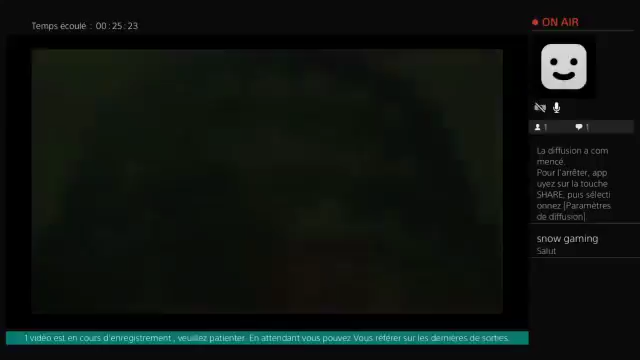 Temps écoulé : 00:25:23
ON AIR
1 1
La diffusion a com
mencé.
Pour l'arrêter, app
uyez sur la touche
SHARE, puis sélecti
onnez [Paramètres
de diffusion]
snow gaming
Salut
1 vidéo est en cours d'enregistrement , veuillez patienter. En attendant vous pouvez Vous référer sur les dernières de sorties.